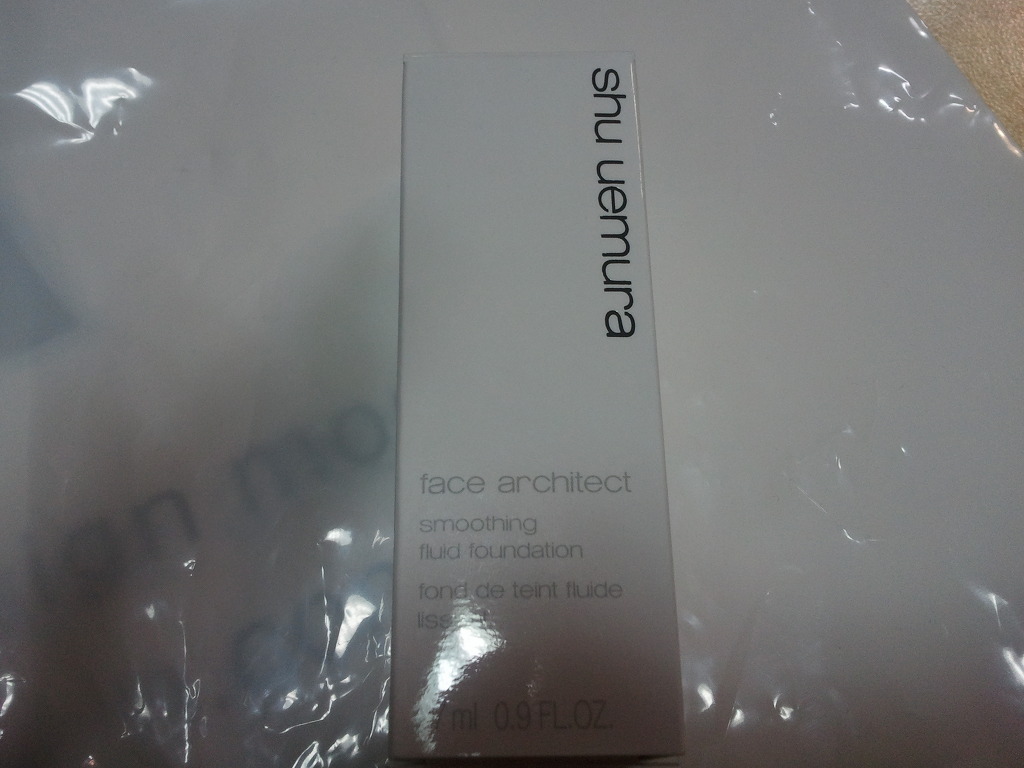 shu uemura
face architect
smoothing
fluid foundation
fond de teint fluide
ml 0.9 FL.OZ.